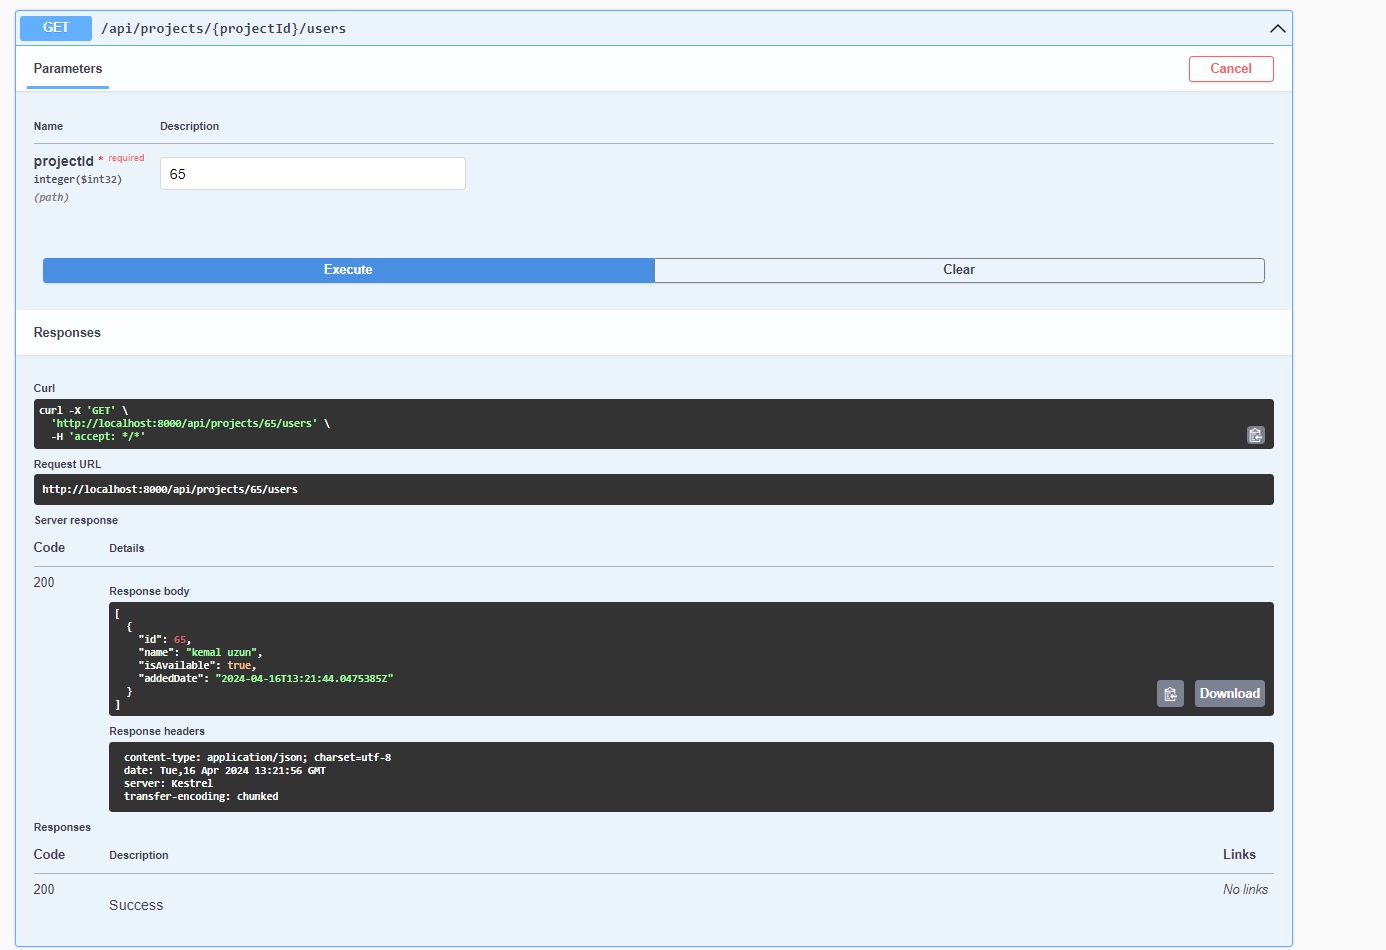 GET /api/projects/{projectId}/users
Parameters
Cancel
Name Description
projectId * required
integer($int32)
(path)
65
Execute Clear
Responses
Curl
curl -X 'GET' \
'http://localhost:8000/api/projects/65/users' \
-H 'accept: */*'
Request URL
http://localhost:8000/api/projects/65/users
Server response
Code Details
200
Response body
[
{
"id": 65,
"name": "kemal uzun",
"isAvailable": true,
"addedDate": "2024-04-16T13:21:44.0475385Z"
}
]
Download
Response headers
content-type: application/json; charset=utf-8
date: Tue,16 Apr 2024 13:21:56 GMT
server: Kestrel
transfer-encoding: chunked
Responses
Code Description Links
200 No links
Success